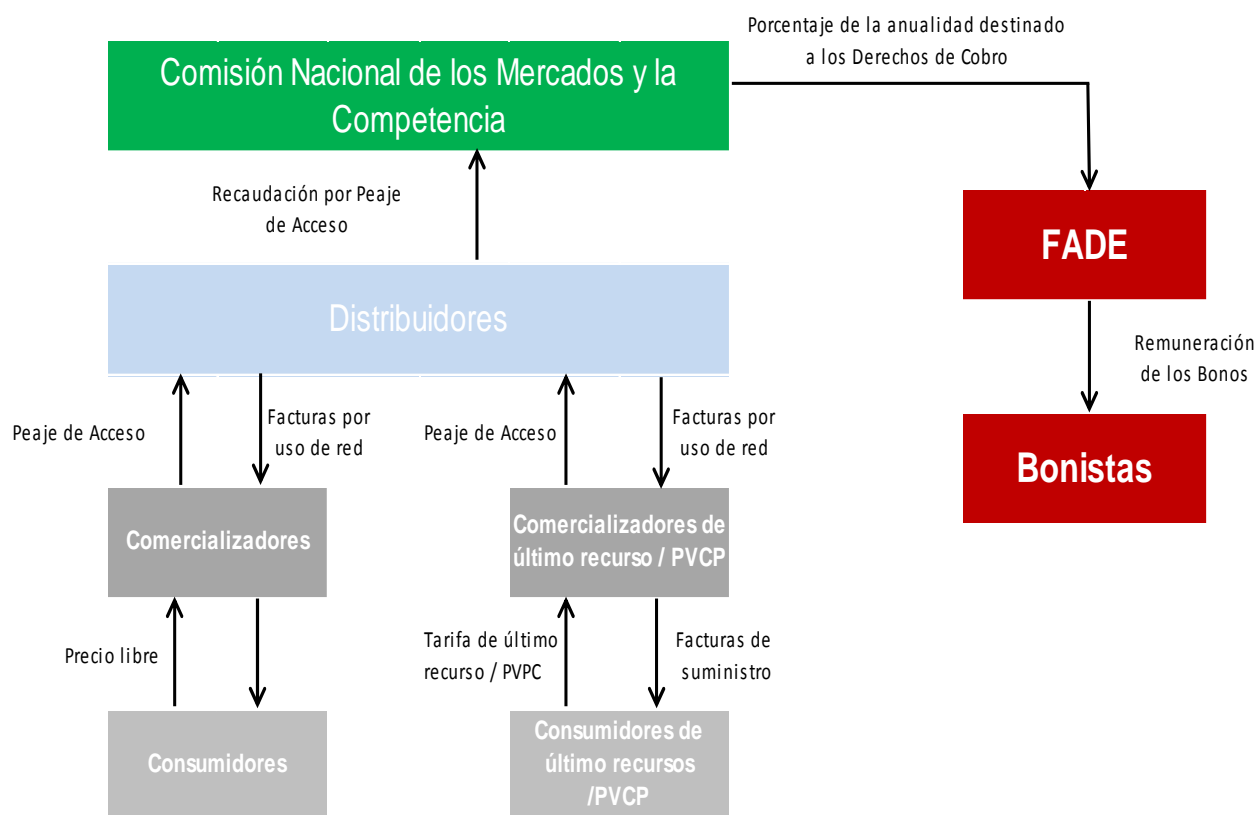 Porcentaje de la anualidad destinado
a los Derechos de Cobro
Comisión Nacional de los Mercados y la
Competencia
Recaudación por Peaje
de Acceso
FADE
Distribuidores
Remuneración
de los Bonos
Peaje de Acceso
Facturas por
uso de red
Peaje de Acceso
Facturas por
uso de red
Bonistas
Comercializadores
Comercializadores de
último recurso / PVCP
Precio libre
Tarifa de último
recurso / PVPC
Facturas de
suministro
Consumidores
Consumidores de
último recursos
/PVCP